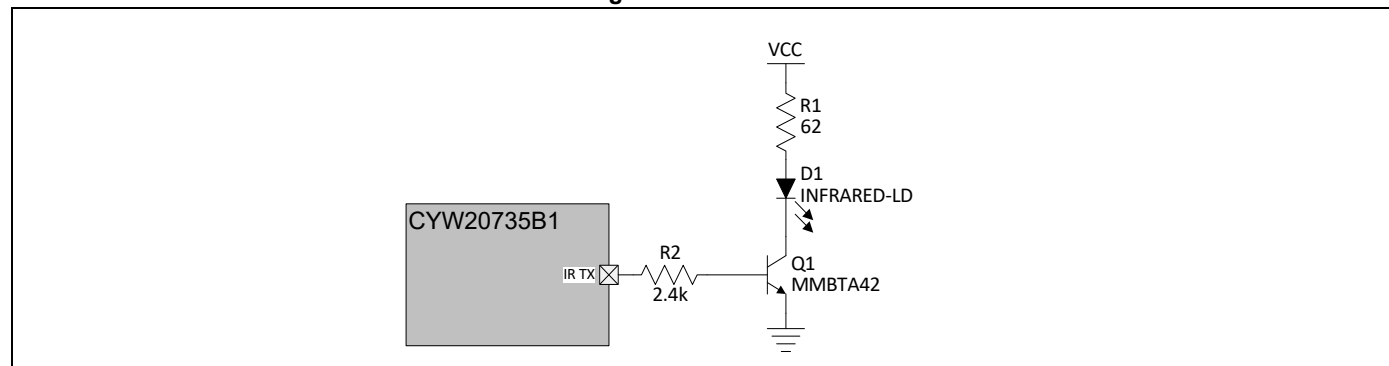 VCC
R1
62
D1
INFRARED-LD
CYW20735B1
R2
IR TX
Q1
2.4k
MMBTA42